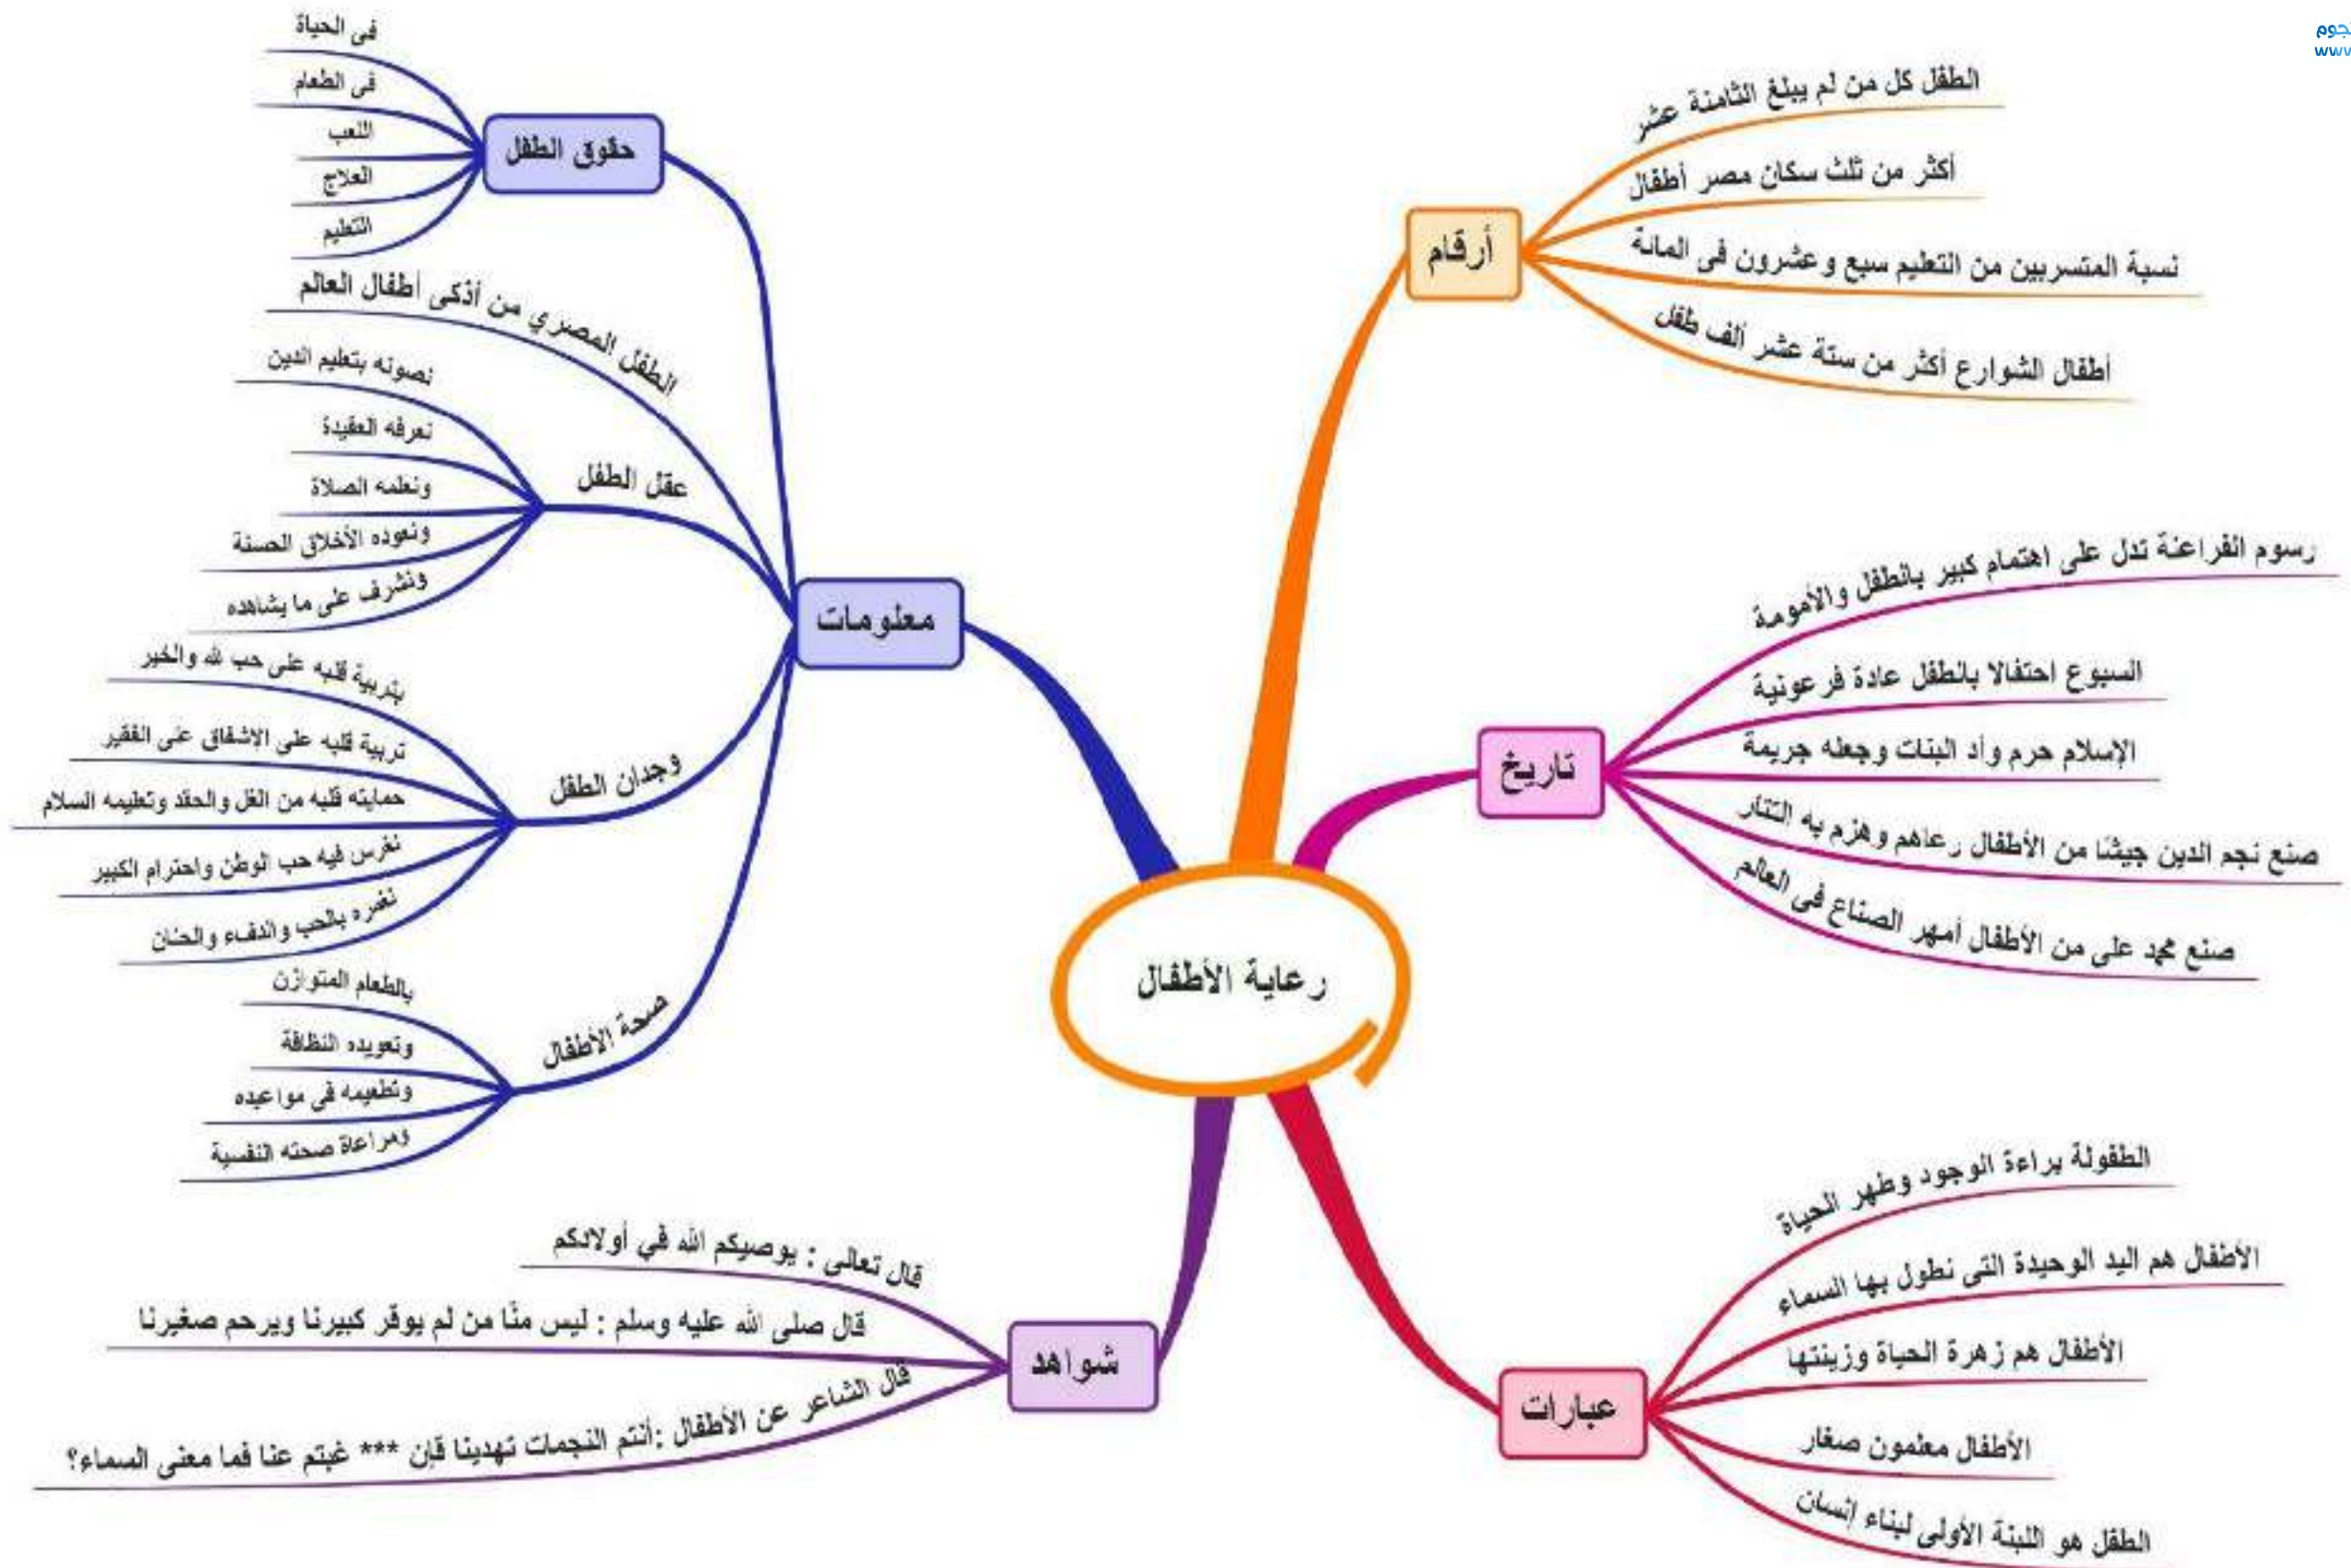 رعاية الأطفال
أرقام
الطفل كل من لم يبلغ الثامنة عشر
أكثر من ثلث سكان مصر أطفال
نسبة المتسربين من التعليم سبع وعشرون فى المائة
أطفال الشوارع أكثر من ستة عشر ألف طفل
تاريخ
رسوم الفراعنة تدل على اهتمام كبير بالطفل والأمومة
السبوع احتفالا بالطفل عادة فرعونية
الإسلام حرم وأد البنات وجعله جريمة
صنع نجم الدين جيشًا من الأطفال رعاهم وهزم به التتار
صنع محمد على من الأطفال أمهر الصناع فى العالم
عبارات
الطفولة براءة الوجود وطهر الحياة
الأطفال هم اليد الوحيدة التى نطول بها السماء
الأطفال هم زهرة الحياة وزينتها
الأطفال معلمون صغار
الطفل هو اللبنة الأولى لبناء إنسان
شواهد
قال تعالى : يوصيكم الله في أولادكم
قال صلى الله عليه وسلم : ليس منًا من لم يوقر كبيرنا ويرحم صغيرنا
قال الشاعر عن الأطفال :أنتم النجمات تهدينا فإن *** غبتم عنا فما معنى السماء؟
معلومات
حقوق الطفل
فى الحياة
فى الطعام
اللعب
العلاج
التعليم
الطفل المصري من أذكى أطفال العالم
عقل الطفل
نصونه بتعليم الدين
نعرفه العقيدة
ونعلمه الصلاة
ونعوده الأخلاق الحسنة
ونشرف على ما يشاهده
وجدان الطفل
بتربية قلبه على حب لله والخير
تربية قلبه على الاشفاق على الفقير
حمايته قلبه من الغل والحقد وتعليمه السلام
نغرس فيه حب الوطن واحترام الكبير
نغمره بالحب والدفء والحنان
صحة الأطفال
بالطعام المتوازن
وتعويده النظافة
وتطعيمه فى مواعيده
ومراعاة صحته النفسية